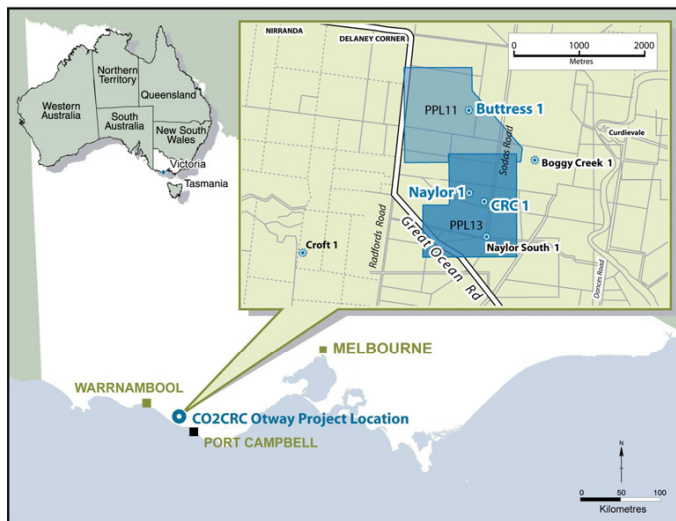 NIRRANDA
DELANEY CORNER
0 1000 2000
Metres
Northern
Territory
Queensland
Western
Australia
South
Australia
New South
Wales
Victoria
Tasmania
PPL11
Buttress 1
Sodas Road
Curdievale
Boggy Creek 1
Naylor 1
CRC 1
PPL13
Radfords Road
Great Ocean Rd
Naylor South 1
Croft 1
Dances Road
MELBOURNE
WARRNAMBOOL
CO2CRC Otway Project Location
PORT CAMPBELL
N
0 50 100
Kilometres